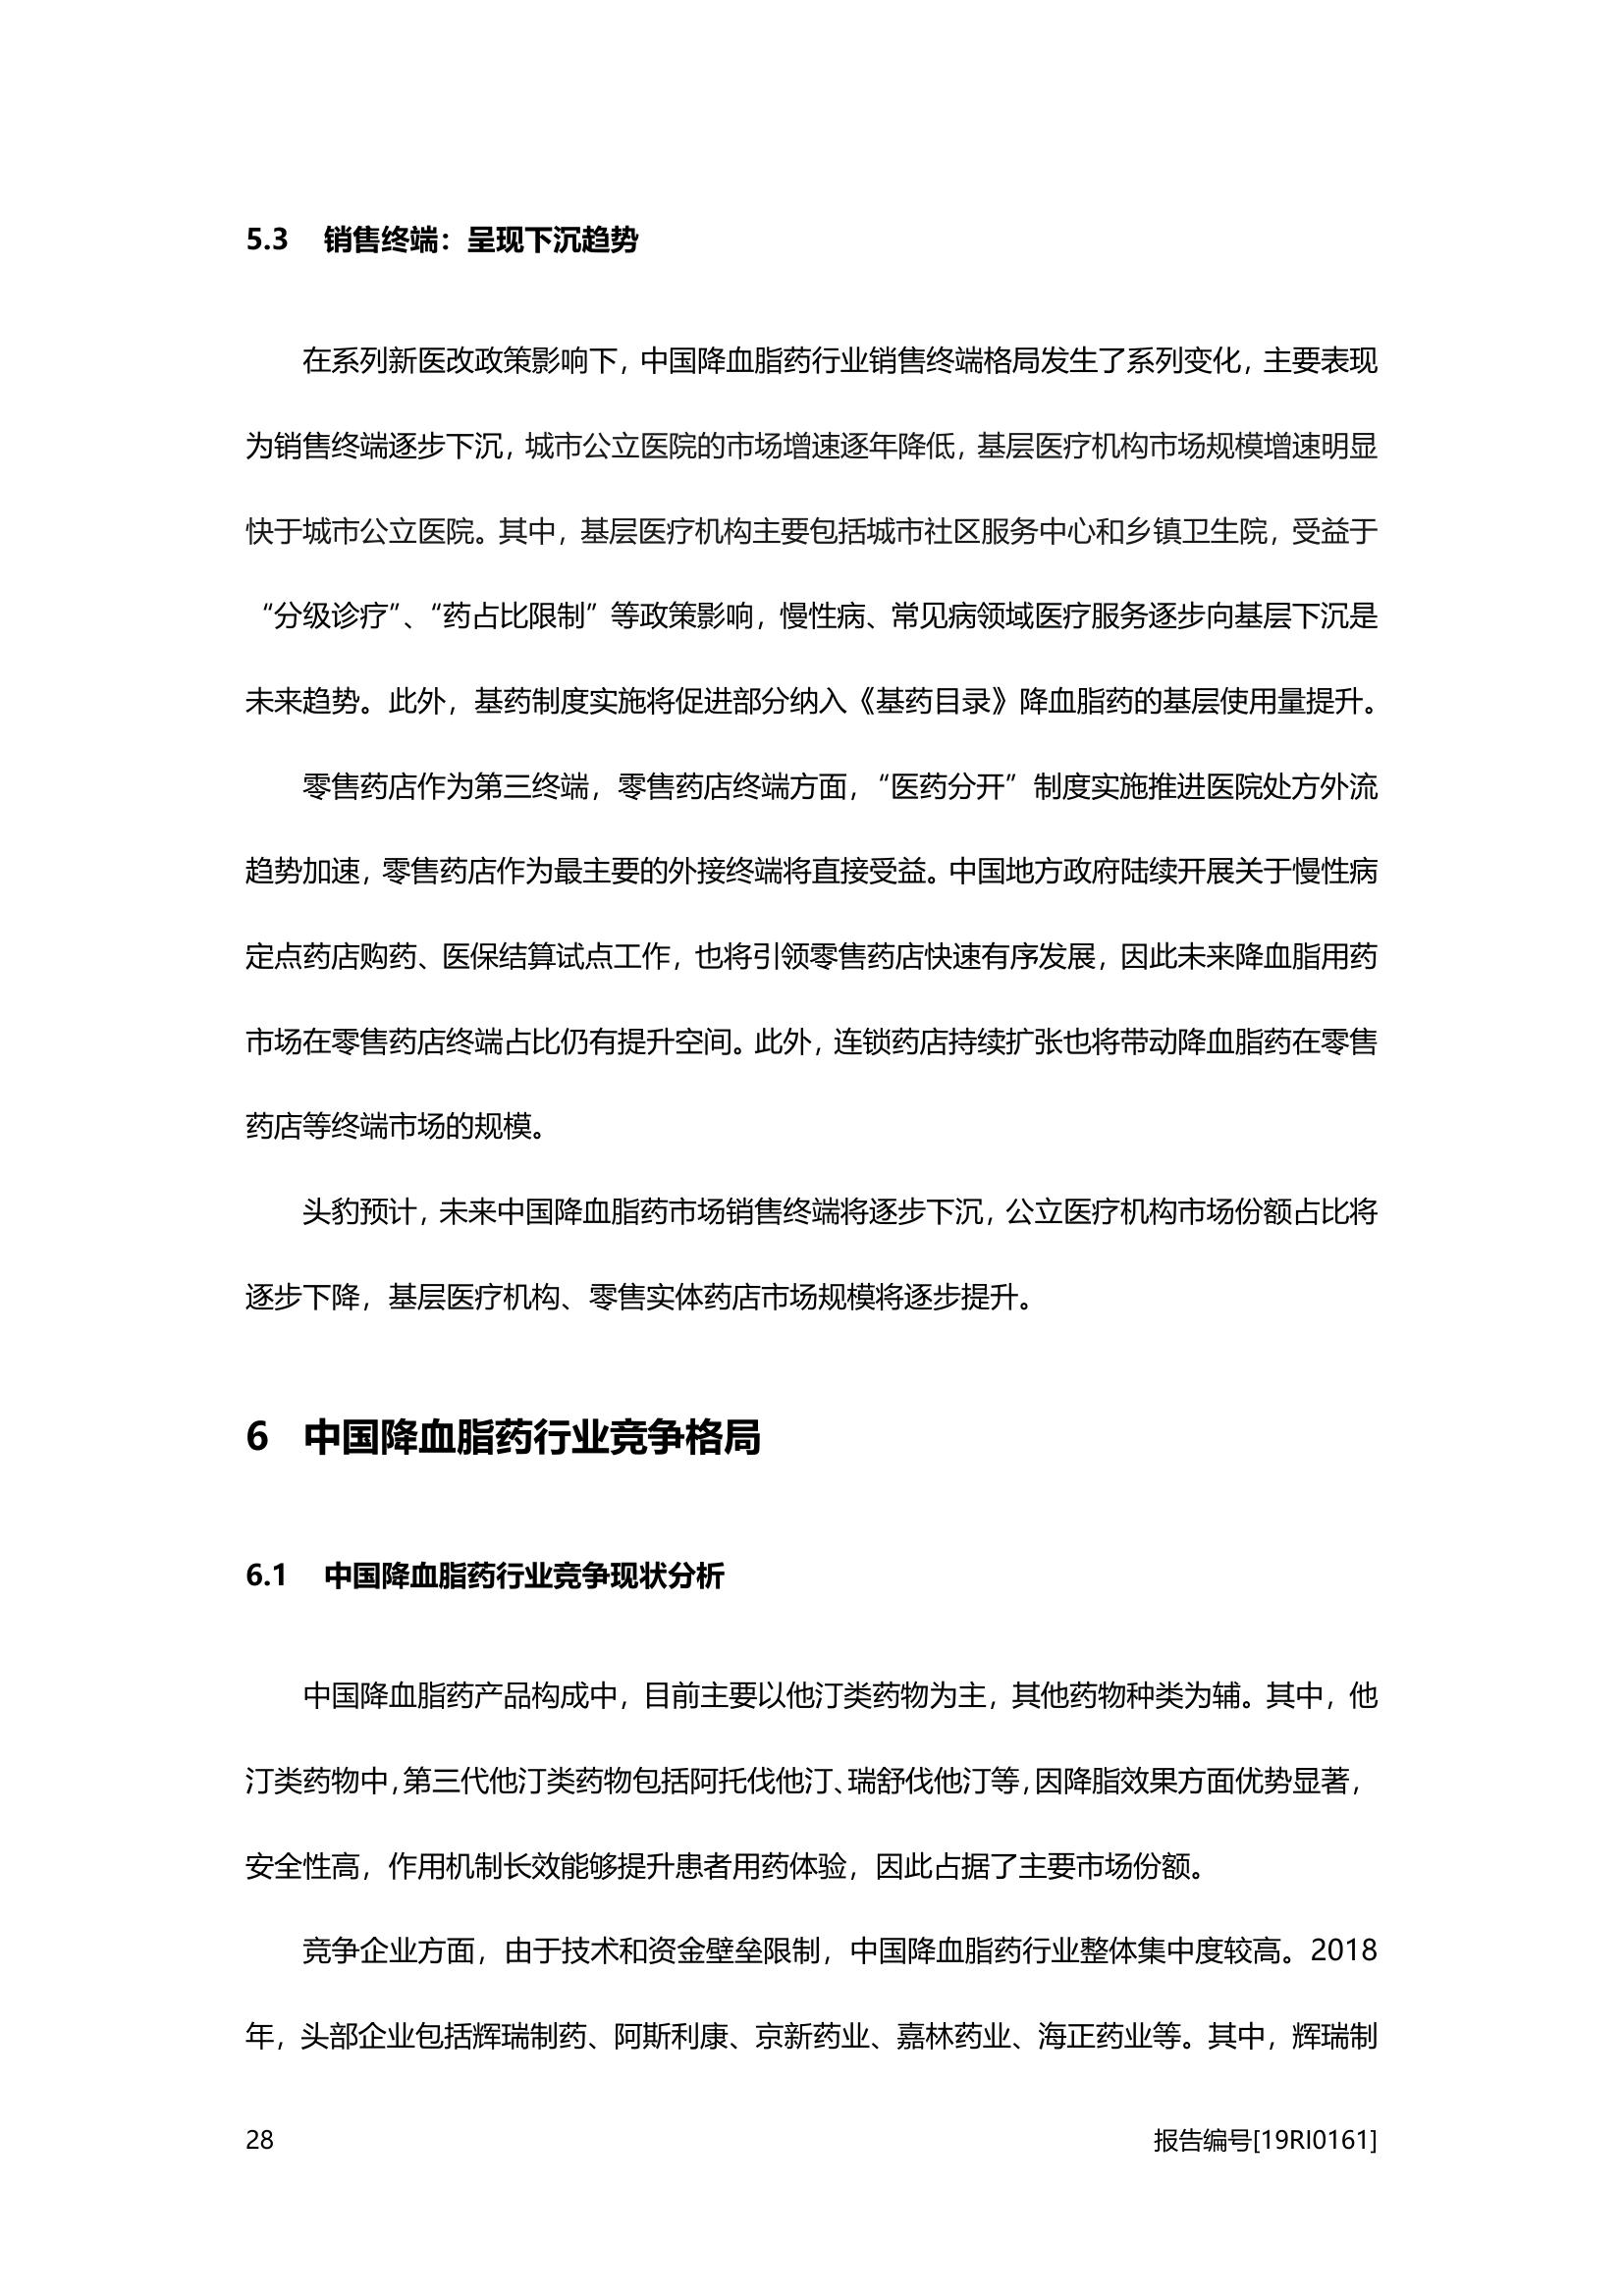 5.3 销售终端：呈现下沉趋势
在系列新医改政策影响下，中国降血脂药行业销售终端格局发生了系列变化，主要表现
为销售终端逐步下沉，城市公立医院的市场增速逐年降低，基层医疗机构市场规模增速明显
快于城市公立医院。其中，基层医疗机构主要包括城市社区服务中心和乡镇卫生院，受益于
“分级诊疗”、“药占比限制”等政策影响，慢性病、常见病领域医疗服务逐步向基层下沉是
未来趋势。此外，基药制度实施将促进部分纳入《基药目录》降血脂药的基层使用量提升。
零售药店作为第三终端，零售药店终端方面，“医药分开”制度实施推进医院处方外流
趋势加速，零售药店作为最主要的外接终端将直接受益。中国地方政府陆续开展关于慢性病
定点药店购药、医保结算试点工作，也将引领零售药店快速有序发展，因此未来降血脂用药
市场在零售药店终端占比仍有提升空间。此外，连锁药店持续扩张也将带动降血脂药在零售
药店等终端市场的规模。
头豹预计，未来中国降血脂药市场销售终端将逐步下沉，公立医疗机构市场份额占比将
逐步下降，基层医疗机构、零售实体药店市场规模将逐步提升。
6 中国降血脂药行业竞争格局
6.1 中国降血脂药行业竞争现状分析
中国降血脂药产品构成中，目前主要以他汀类药物为主，其他药物种类为辅。其中，他
汀类药物中，第三代他汀类药物包括阿托伐他汀、瑞舒伐他汀等，因降脂效果方面优势显著，
安全性高，作用机制长效能够提升患者用药体验，因此占据了主要市场份额。
竞争企业方面，由于技术和资金壁垒限制，中国降血脂药行业整体集中度较高。2018
年，头部企业包括辉瑞制药、阿斯利康、京新药业、嘉林药业、海正药业等。其中，辉瑞制
28 报告编号[19RI0161]